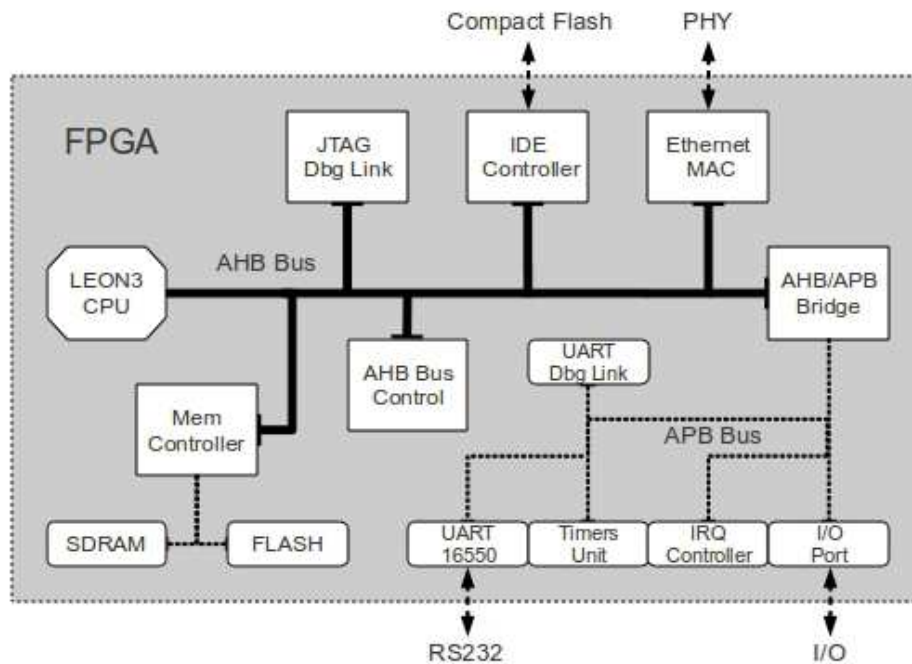 Compact Flash
PHY
FPGA
JTAG
Dbg Link
IDE
Controller
Ethernet
MAC
AHB Bus
LEON3
CPU
AHB/APB
Bridge
AHB Bus
Control
UART
Dbg Link
Mem
Controller
APB Bus
SDRAM
FLASH
UART
16550
Timers
Unit
IRQ
Controller
I/O
Port
RS232
I/O